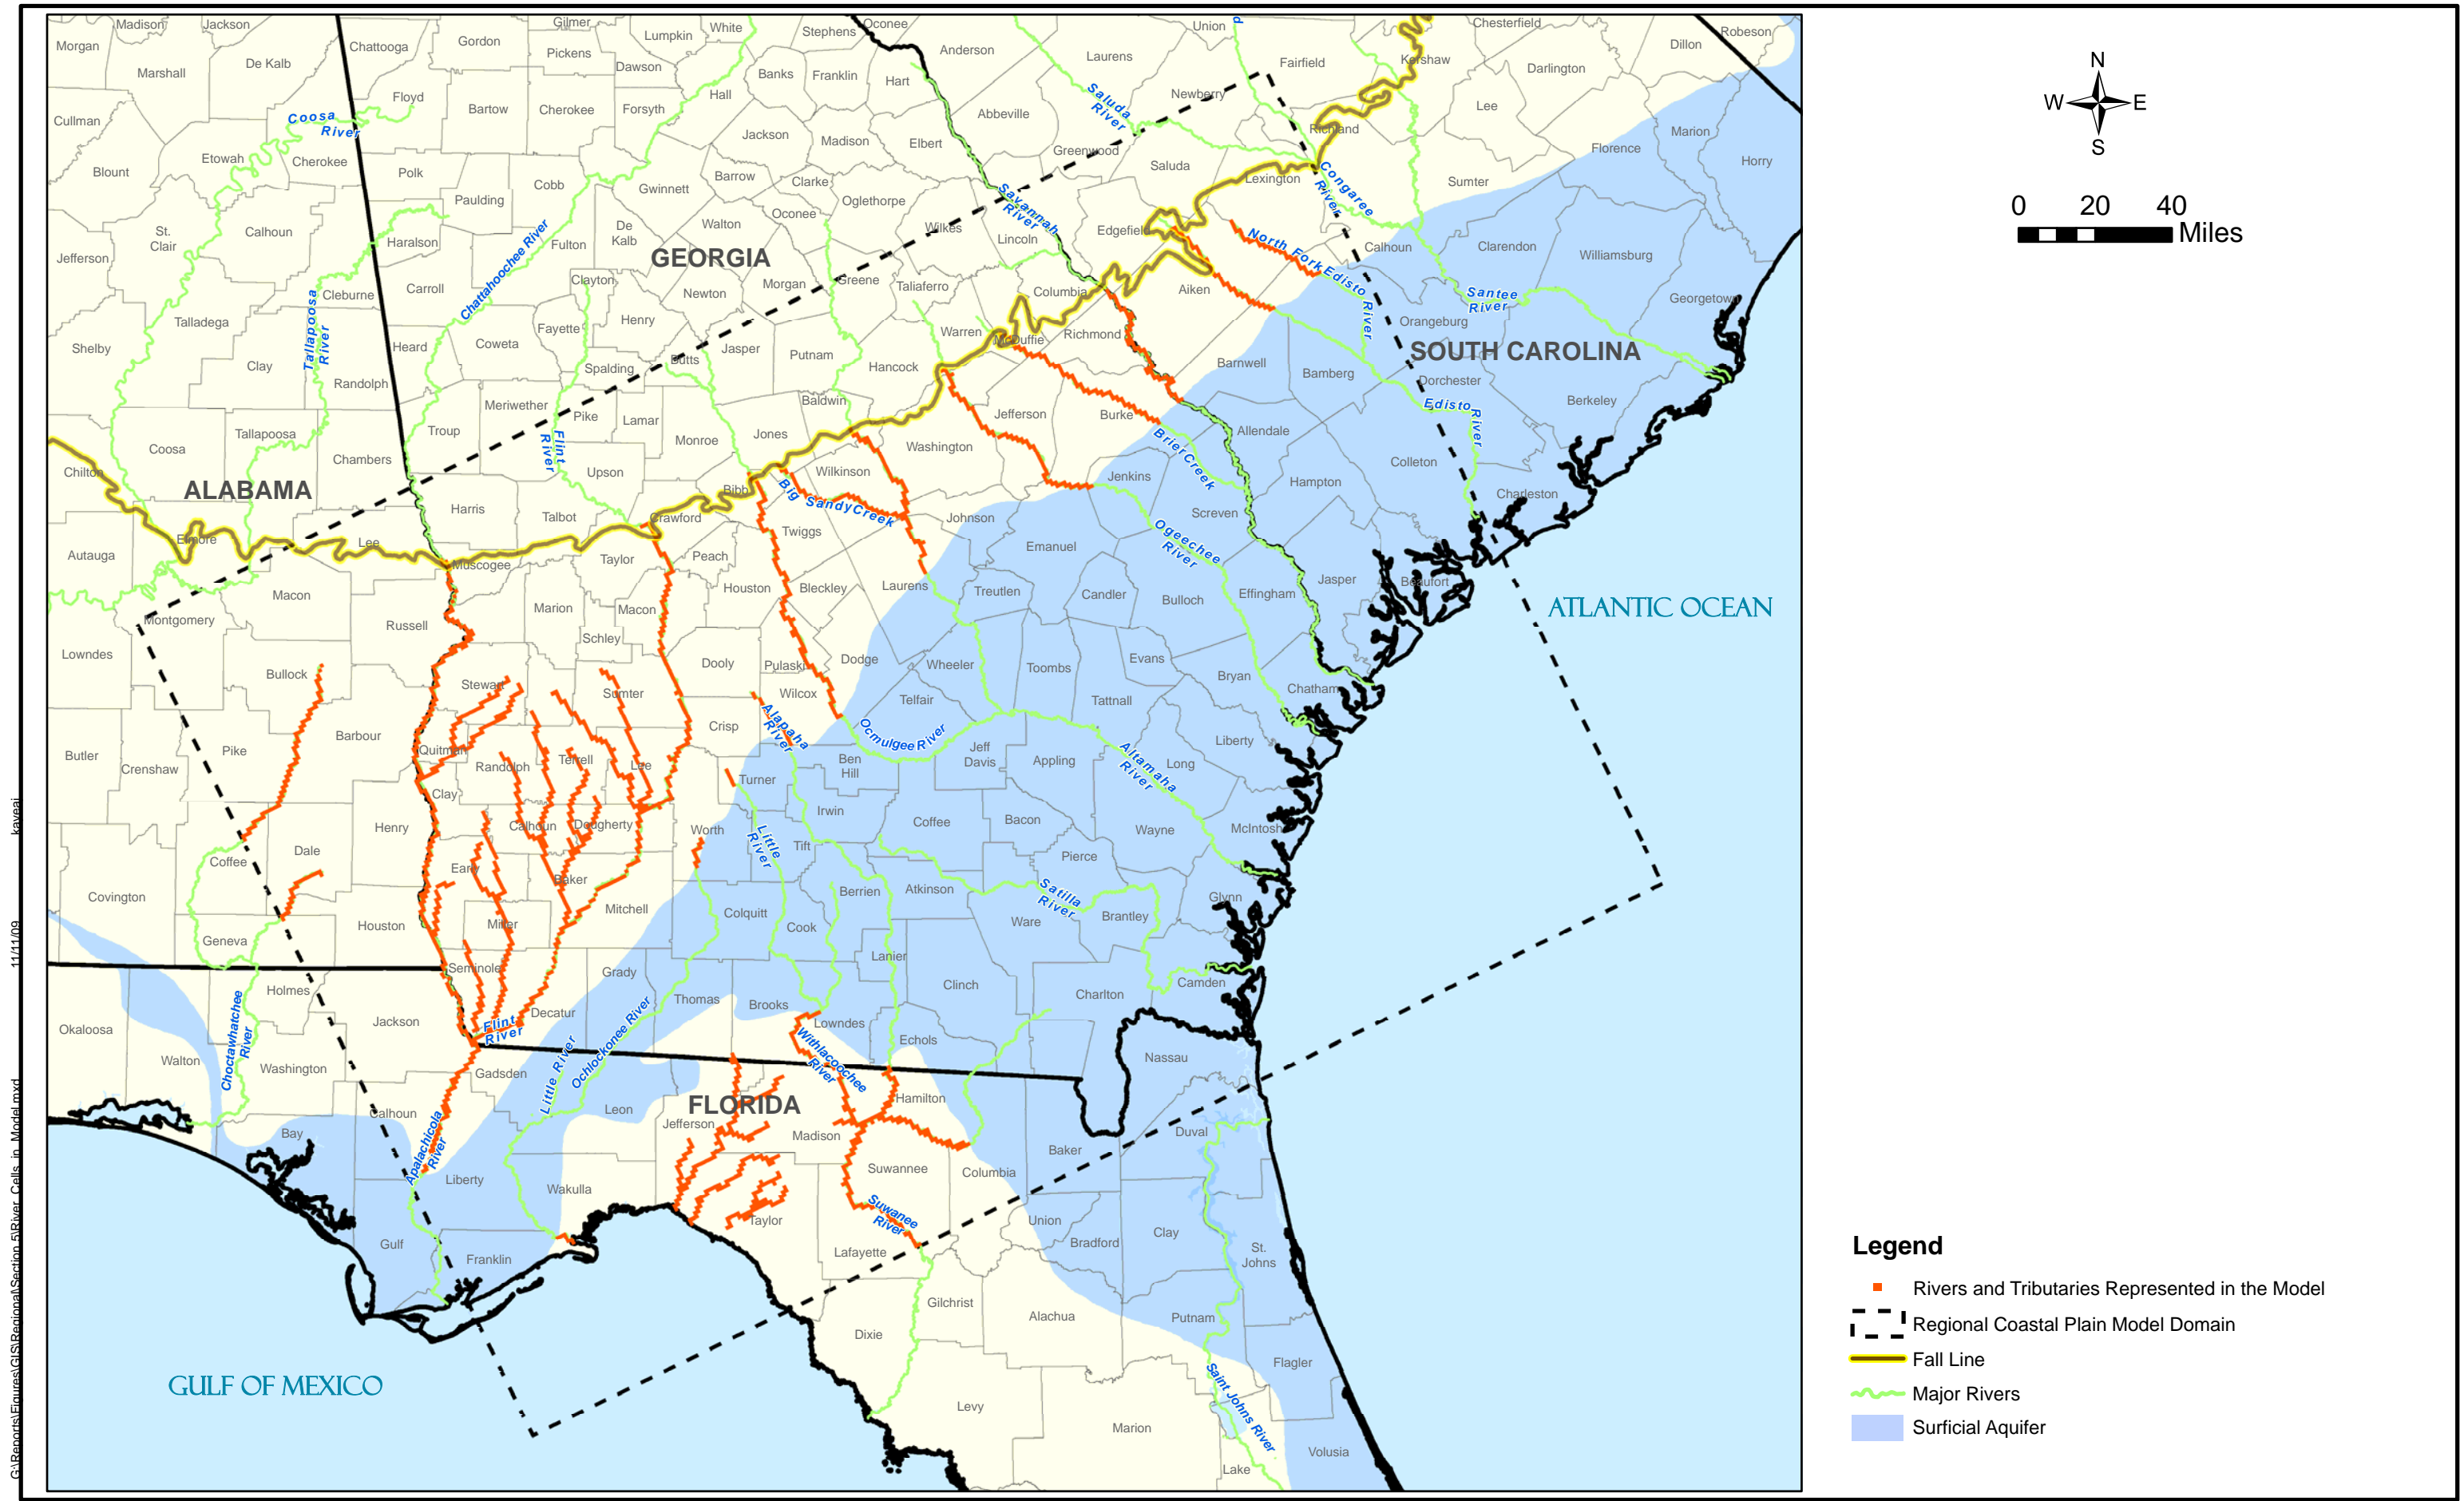 Madison
Jackson
Gilmer
White
Oconee
Union
Chesterfield
Robeson
Morgan
Chattooga
Gordon
Pickens
Lumpkin
Stephens
Anderson
Laurens
Fairfield
Kershaw
Dillon
Marshall
De Kalb
Dawson
Banks
Franklin
Hart
Darlington
Floyd
Bartow
Cherokee
Forsyth
Hall
Abbeville
Saluda
River
Newberry
Lee
Cullman
Coosa
River
Jackson
Madison
Elbert
Richland
Marion
Blount
Etowah
Cherokee
Polk
Cobb
Gwinnett
Barrow
Clarke
Greenwood
Saluda
Florence
Horry
Paulding
Oglethorpe
Savannah
River
Lexington
Congaree
River
Sumter
St.
Clair
Calhoun
Haralson
Chattahoochee River
Fulton
De
Kalb
Walton
Oconee
Wilkes
Lincoln
Edgefield
North Fork Edisto River
Calhoun
Clarendon
Williamsburg
Jefferson
GEORGIA
Cleburne
Carroll
Clayton
Newton
Morgan
Greene
Taliaferro
Columbia
Aiken
Santee
River
Georgetown
Talladega
Tallapoosa
River
Fayette
Henry
Warren
McDuffie
Richmond
Orangeburg
SOUTH CAROLINA
Shelby
Clay
Heard
Coweta
Butts
Jasper
Putnam
Hancock
Barnwell
Bamberg
Dorchester
Randolph
Spalding
Meriwether
Pike
Lamar
Baldwin
Jefferson
Burke
Edisto
River
Berkeley
Coosa
Tallapoosa
Troup
Flint
River
Monroe
Jones
Washington
Brier Creek
Allendale
Chilton
Chambers
Upson
Wilkinson
Colleton
ALABAMA
Harris
Talbot
Bibb
Big Sandy Creek
Jenkins
Hampton
Charleston
Autauga
Elmore
Lee
Crawford
Twiggs
Johnson
Screven
Muscogee
Taylor
Peach
Emanuel
Ogeechee
River
Jasper
Beaufort
Macon
Marion
Macon
Houston
Bleckley
Laurens
Treutlen
Candler
Bulloch
Effingham
ATLANTIC OCEAN
Montgomery
Russell
Schley
Lowndes
Bullock
Stewart
Sumter
Dooly
Pulaski
Dodge
Wheeler
Toombs
Evans
Bryan
Chatham
Wilcox
Telfair
Tattnall
Butler
Crenshaw
Pike
Barbour
Quitman
Randolph
Terrell
Lee
Crisp
Alapaha
River
Ocmulgee River
Ben
Hill
Jeff
Davis
Appling
Altamaha
River
Long
Liberty
Clay
Turner
Irwin
Henry
Calhoun
Dougherty
Worth
Little
River
Coffee
Bacon
Wayne
McIntosh
Coffee
Dale
Early
Baker
Tift
Pierce
Covington
Mitchell
Berrien
Atkinson
Satilla
River
Glynn
Geneva
Houston
Miller
Colquitt
Cook
Ware
Brantley
Lanier
Seminole
Grady
Holmes
Thomas
Brooks
Clinch
Charlton
Camden
Okaloosa
Choctawhatchee
River
Jackson
Flint
River
Decatur
Ochlockonee River
Lowndes
Echols
Walton
Washington
Little River
Withlacoochee
River
Nassau
Gadsden
Leon
FLORIDA
Hamilton
Bay
Calhoun
Apalachicola
River
Jefferson
Madison
Duval
Baker
Liberty
Wakulla
Suwannee
Columbia
Taylor
Suwanee
River
Gulf
Franklin
Lafayette
Union
Bradford
Clay
St.
Johns
Dixie
Gilchrist
Alachua
Putnam
Flagler
GULF OF MEXICO
Levy
Marion
Saint Johns River
Volusia
Lake
N
W
E
S
0 20 40
Miles
Legend
Rivers and Tributaries Represented in the Model
Regional Coastal Plain Model Domain
Fall Line
Major Rivers
Surficial Aquifer
G:\Reports\Figures\GIS\Regional\Section 5\River_Cells_in_Model.mxd 11/11/09 kaveai